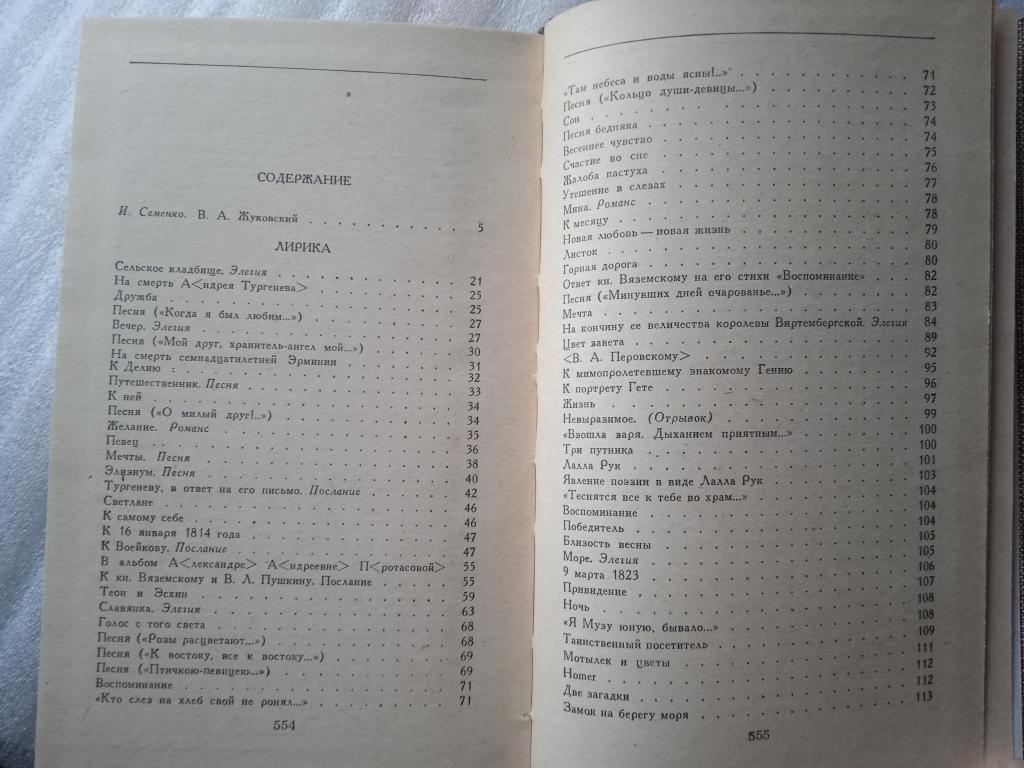 СОДЕРЖАНИЕ
И. Семенко. В. А. Жуковский . . . . . . . . . 5
ЛИРИКА
Сельское кладбище. Элегия . . . . . . . . . 21
На смерть А<ндрея Тургенева> . . . . . . . . 25
Дружба . . . . . . . . . . . . . . . 25
Песня («Когда я был любим...») . . . . . . . . 27
Вечер. Элегия . . . . . . . . . . . . . 27
Песня («Мой друг, хранитель-ангел мой...») . . . . . 30
На смерть семнадцатилетней Эрминии . . . . . . 31
К Делию . . . . . . . . . . . . . . . 32
Путешественник. Песня . . . . . . . . . . 33
К ней . . . . . . . . . . . . . . . . 34
Песня («О милый друг!..») . . . . . . . . . 34
Желание. Романс . . . . . . . . . . . . 35
Певец . . . . . . . . . . . . . . . . 36
Мечты. Песня . . . . . . . . . . . . . 38
Элизиум. Песня . . . . . . . . . . . . . 40
Тургеневу, в ответ на его письмо. Послание . . . . . 42
Светлане . . . . . . . . . . . . . . . 46
К самому себе . . . . . . . . . . . . . 46
К 16 января 1814 года . . . . . . . . . . 47
К Воейкову. Послание . . . . . . . . . . . 47
В альбом А<лександре> А<ндреевне> П<ротасовой> 55
К кн. Вяземскому и В. Л. Пушкину. Послание . . . . 55
Теон и Эсхин . . . . . . . . . . . . . 59
Славянка. Элегия . . . . . . . . . . . . 63
Голос с того света . . . . . . . . . . . 68
Песня («Розы расцветают...») . . . . . . . . 68
Песня («К востоку, все к востоку...») . . . . . . 69
Песня («Птичкою-певицею...») . . . . . . . . 69
Воспоминание . . . . . . . . . . . . . 71
«Кто слез на хлеб свой не ронял...» . . . . . . . 71
554
«Там небеса и воды ясны!..» . . . . . . . . . 71
Песня («Кольцо души-девицы...») . . . . . . . 72
Сон . . . . . . . . . . . . . . . . 73
Песня бедняка . . . . . . . . . . . . . 74
Весеннее чувство . . . . . . . . . . . . 74
Счастие во сне . . . . . . . . . . . . . 75
Жалоба пастуха . . . . . . . . . . . . . 76
Утешение в слезах . . . . . . . . . . . . 77
Мина. Романс . . . . . . . . . . . . . 78
К месяцу . . . . . . . . . . . . . . . 78
Новая любовь — новая жизнь . . . . . . . . . 79
Листок . . . . . . . . . . . . . . . 80
Горная дорога . . . . . . . . . . . . . 80
Ответ кн. Вяземскому на его стихи «Воспоминание» . . 82
Песня («Минувших дней очарованье...») . . . . . . 82
Мечта . . . . . . . . . . . . . . . . 83
На кончину ее величества королевы Виртембергской. Элегия 84
Цвет завета . . . . . . . . . . . . . . 89
<В. А. Перовскому> . . . . . . . . . . . 92
К мимопролетевшему знакомому Гению . . . . . . 95
К портрету Гете . . . . . . . . . . . . 96
Жизнь . . . . . . . . . . . . . . . . 97
Невыразимое. (Отрывок) . . . . . . . . . . 99
«Взошла заря. Дыханием приятным...» . . . . . . 100
Три путника . . . . . . . . . . . . . . 100
Лалла Рук . . . . . . . . . . . . . . 101
Явление поэзии в виде Лалла Рук . . . . . . . 103
«Теснятся все к тебе во храм...» . . . . . . . . 104
Воспоминание . . . . . . . . . . . . . 104
Победитель . . . . . . . . . . . . . . 104
Близость весны . . . . . . . . . . . . . 105
Море. Элегия . . . . . . . . . . . . . 105
9 марта 1823 . . . . . . . . . . . . . 106
Привидение . . . . . . . . . . . . . . 107
Ночь . . . . . . . . . . . . . . . . 108
«Я Музу юную, бывало...» . . . . . . . . . . 108
Таинственный посетитель . . . . . . . . . . 109
Мотылек и цветы . . . . . . . . . . . . 111
Homer . . . . . . . . . . . . . . . . 112
Две загадки . . . . . . . . . . . . . . 112
Замок на берегу моря . . . . . . . . . . . 113
555